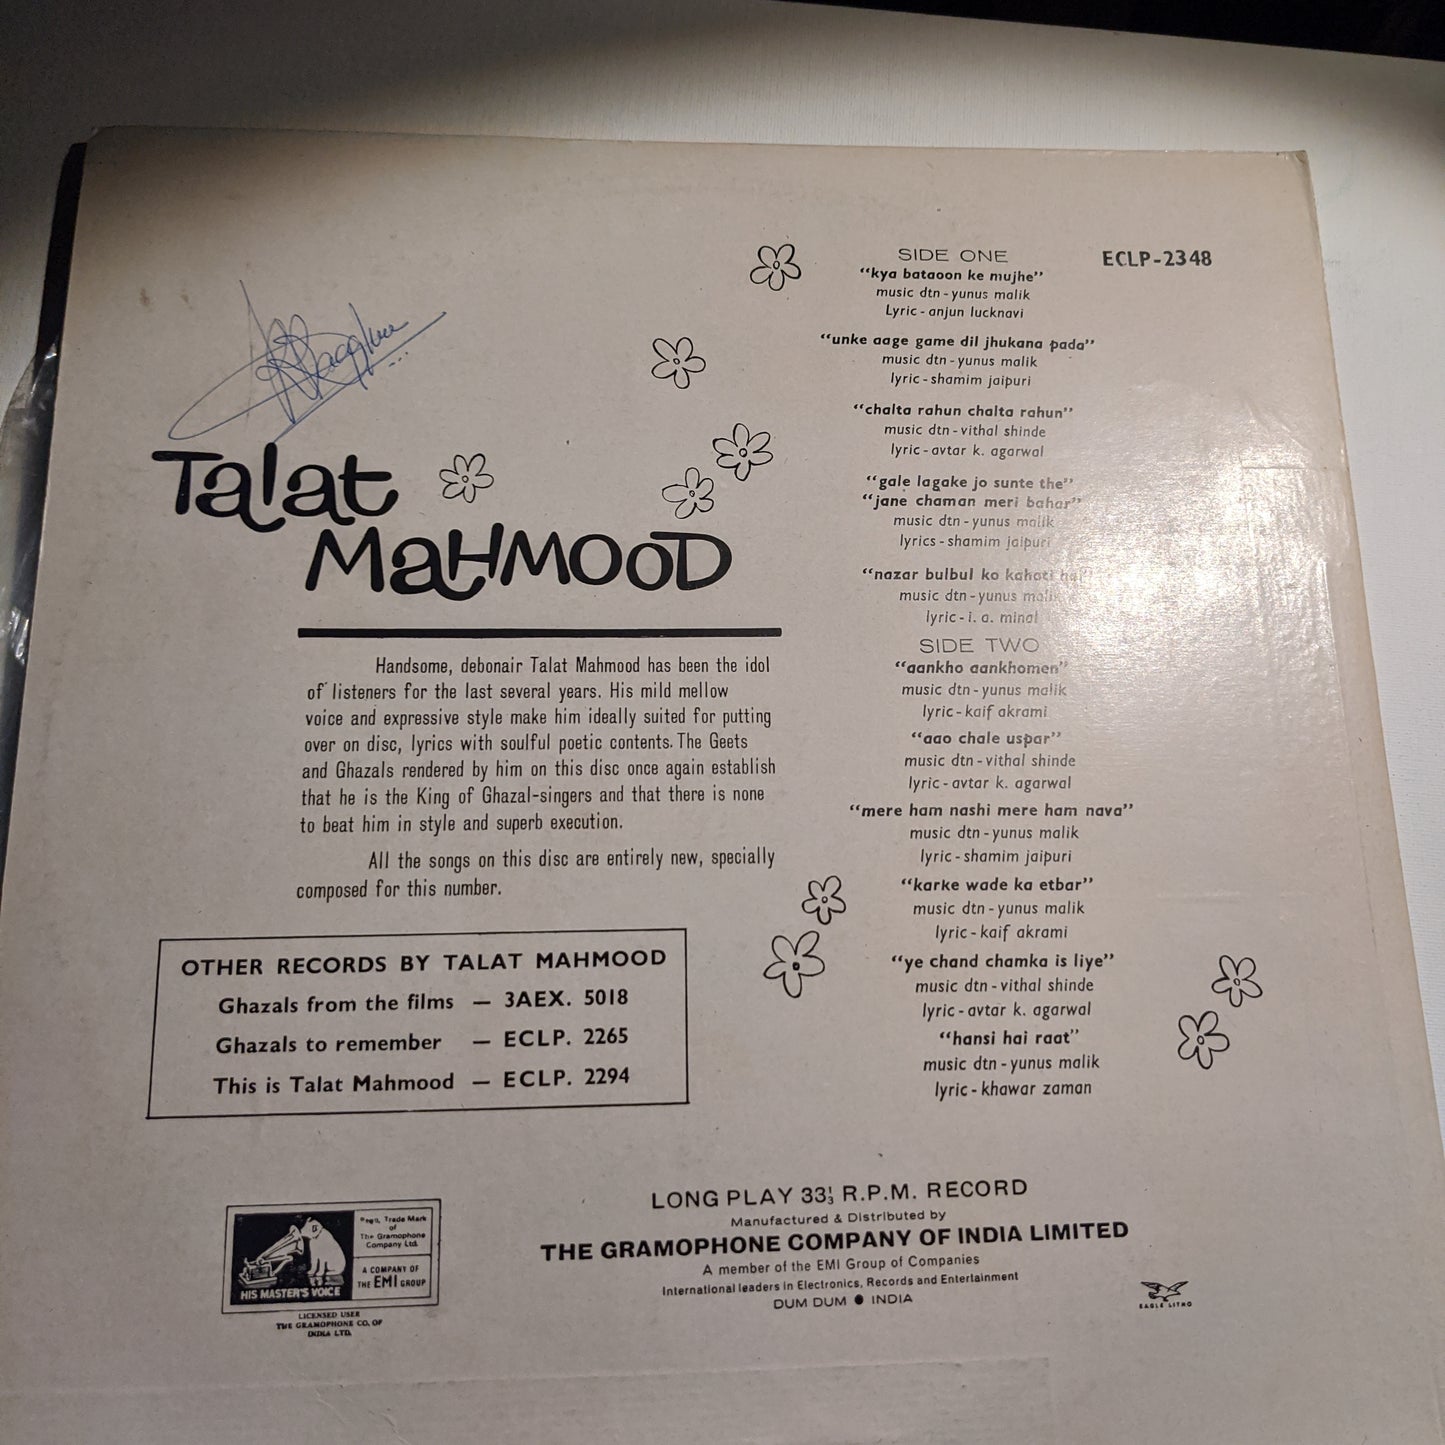 Talat
MaHMOOD
Handsome, debonair Talat Mahmood has been the idol
of listeners for the last several years. His mild mellow
voice and expressive style make him ideally suited for putting
over on disc, lyrics with soulful poetic contents. The Geets
and Ghazals rendered by him on this disc once again establish
that he is the King of Ghazal-singers and that there is none
to beat him in style and superb execution.
All the songs on this disc are entirely new, specially
composed for this number.
OTHER RECORDS BY TALAT MAHMOOD
Ghazals from the films — 3AEX. 5018
Ghazals to remember — ECLP. 2265
This is Talat Mahmood — ECLP. 2294
ECLP-2348
SIDE ONE
"kya bataoon ke mujhe"
music dtn - yunus malik
Lyric - anjun lucknavi
"unke aage game dil jhukana pada"
music dtn - yunus malik
lyric - shamim jaipuri
"chalta rahun chalta rahun"
music dtn - vithal shinde
lyric - avtar k. agarwal
"gale lagake jo sunte the"
"jane chaman meri bahar"
music dtn - yunus malik
lyrics - shamim jaipuri
"nazar bulbul ko kahati hai"
music dtn - yunus malik
lyric - i. a. minal
SIDE TWO
"aankho aankhomen"
music dtn - yunus malik
lyric - kaif akrami
"aao chale uspar"
music dtn - vithal shinde
lyric - avtar k. agarwal
"mere ham nashi mere ham nava"
music dtn - yunus malik
lyric - shamim jaipuri
"karke wade ka etbar"
music dtn - yunus malik
lyric - kaif akrami
"ye chand chamka is liye"
music dtn - vithal shinde
lyric - avtar k. agarwal
"hansi hai raat"
music dtn - yunus malik
lyric - khawar zaman
Regd. Trade Mark
of
The Gramophone
Company Ltd.
A COMPANY OF
THE EMI GROUP
HIS MASTER'S VOICE
LICENSED USER
THE GRAMOPHONE CO. OF
INDIA LTD.
LONG PLAY 33⅓ R.P.M. RECORD
Manufactured & Distributed by
THE GRAMOPHONE COMPANY OF INDIA LIMITED
A member of the EMI Group of Companies
International leaders in Electronics, Records and Entertainment
DUM DUM ● INDIA
EAGLE LITHO